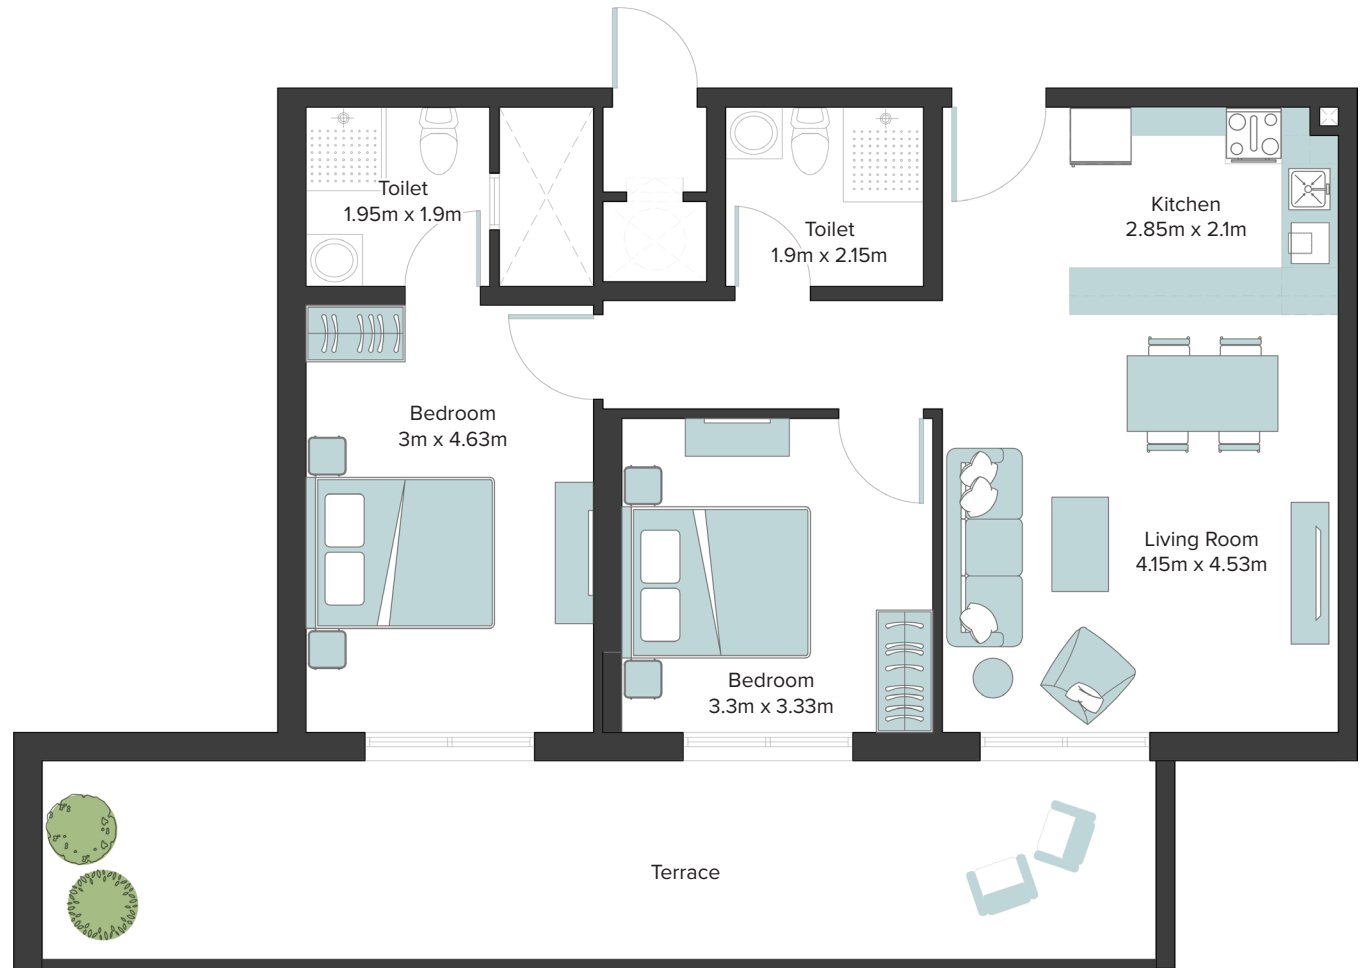 Toilet
1.95m x 1.9m
Toilet
1.9m x 2.15m
Kitchen
2.85m x 2.1m
Bedroom
3m x 4.63m
Living Room
4.15m x 4.53m
Bedroom
3.3m x 3.33m
Terrace